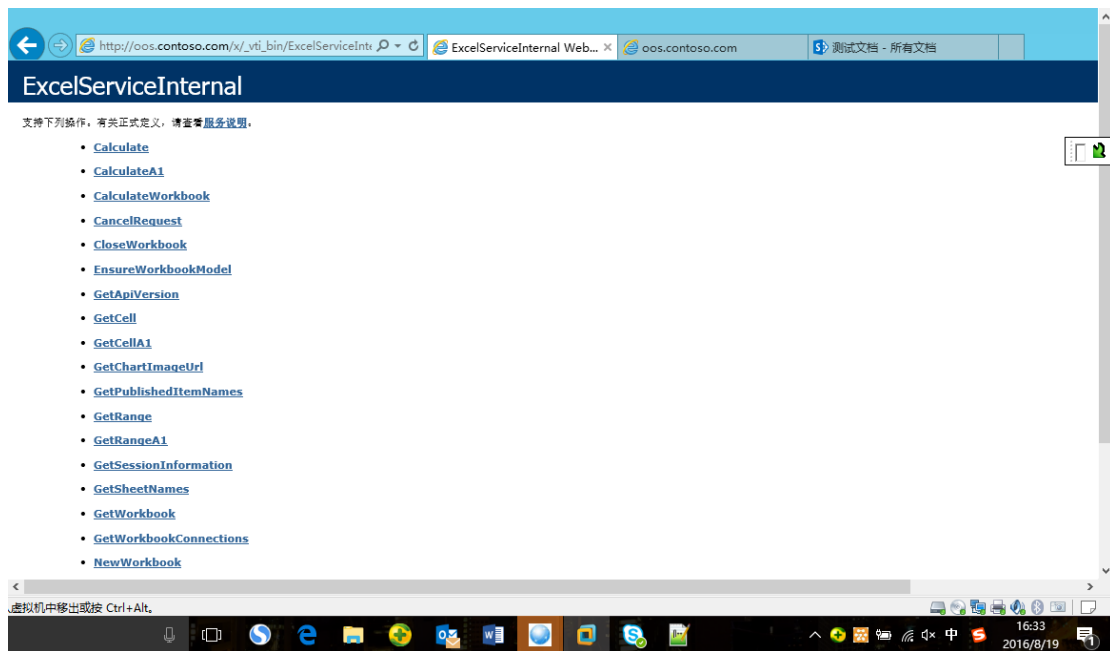 http://oos.contoso.com/x/_vti_bin/ExcelServiceInte
ExcelServiceInternal Web...
oos.contoso.com
测试文档 - 所有文档
ExcelServiceInternal
支持下列操作。有关正式定义，请查看服务说明。
Calculate
CalculateA1
CalculateWorkbook
CancelRequest
CloseWorkbook
EnsureWorkbookModel
GetApiVersion
GetCell
GetCellA1
GetChartImageUrl
GetPublishedItemNames
GetRange
GetRangeA1
GetSessionInformation
GetSheetNames
GetWorkbook
GetWorkbookConnections
NewWorkbook
虚拟机中移出或按 Ctrl+Alt。
中
16:33
2016/8/19